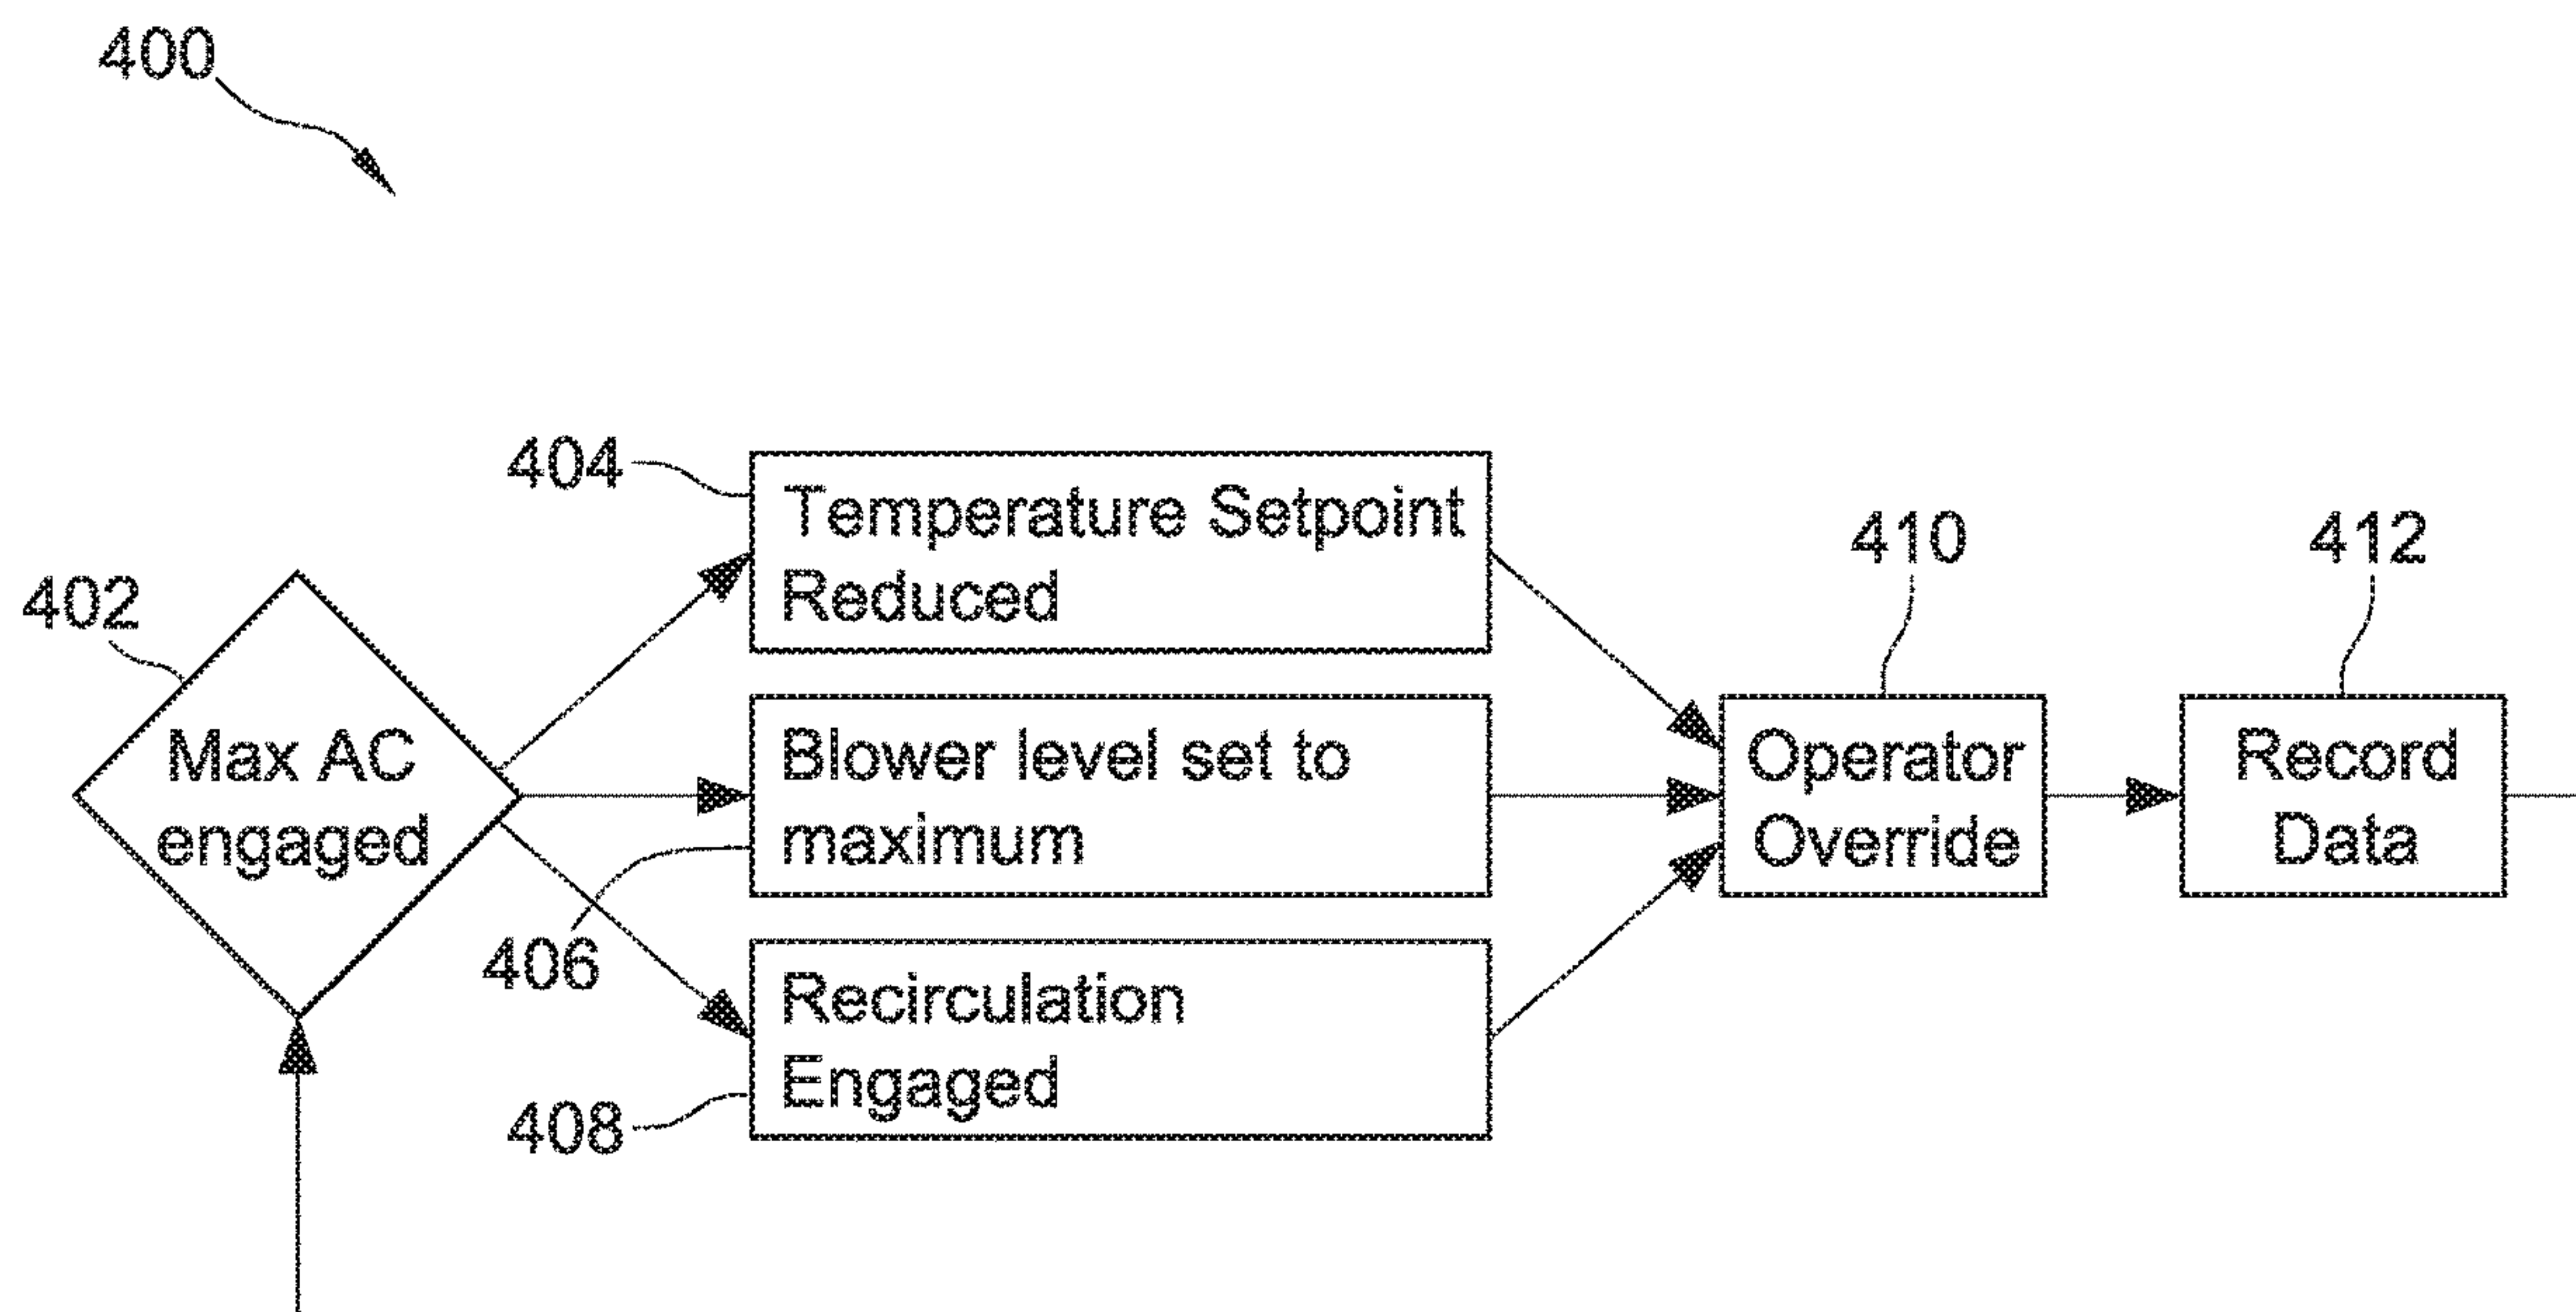 400
404
Temperature Setpoint
Reduced
402
Max AC
engaged
406
Blower level set to
maximum
408
Recirculation
Engaged
410
Operator
Override
412
Record
Data